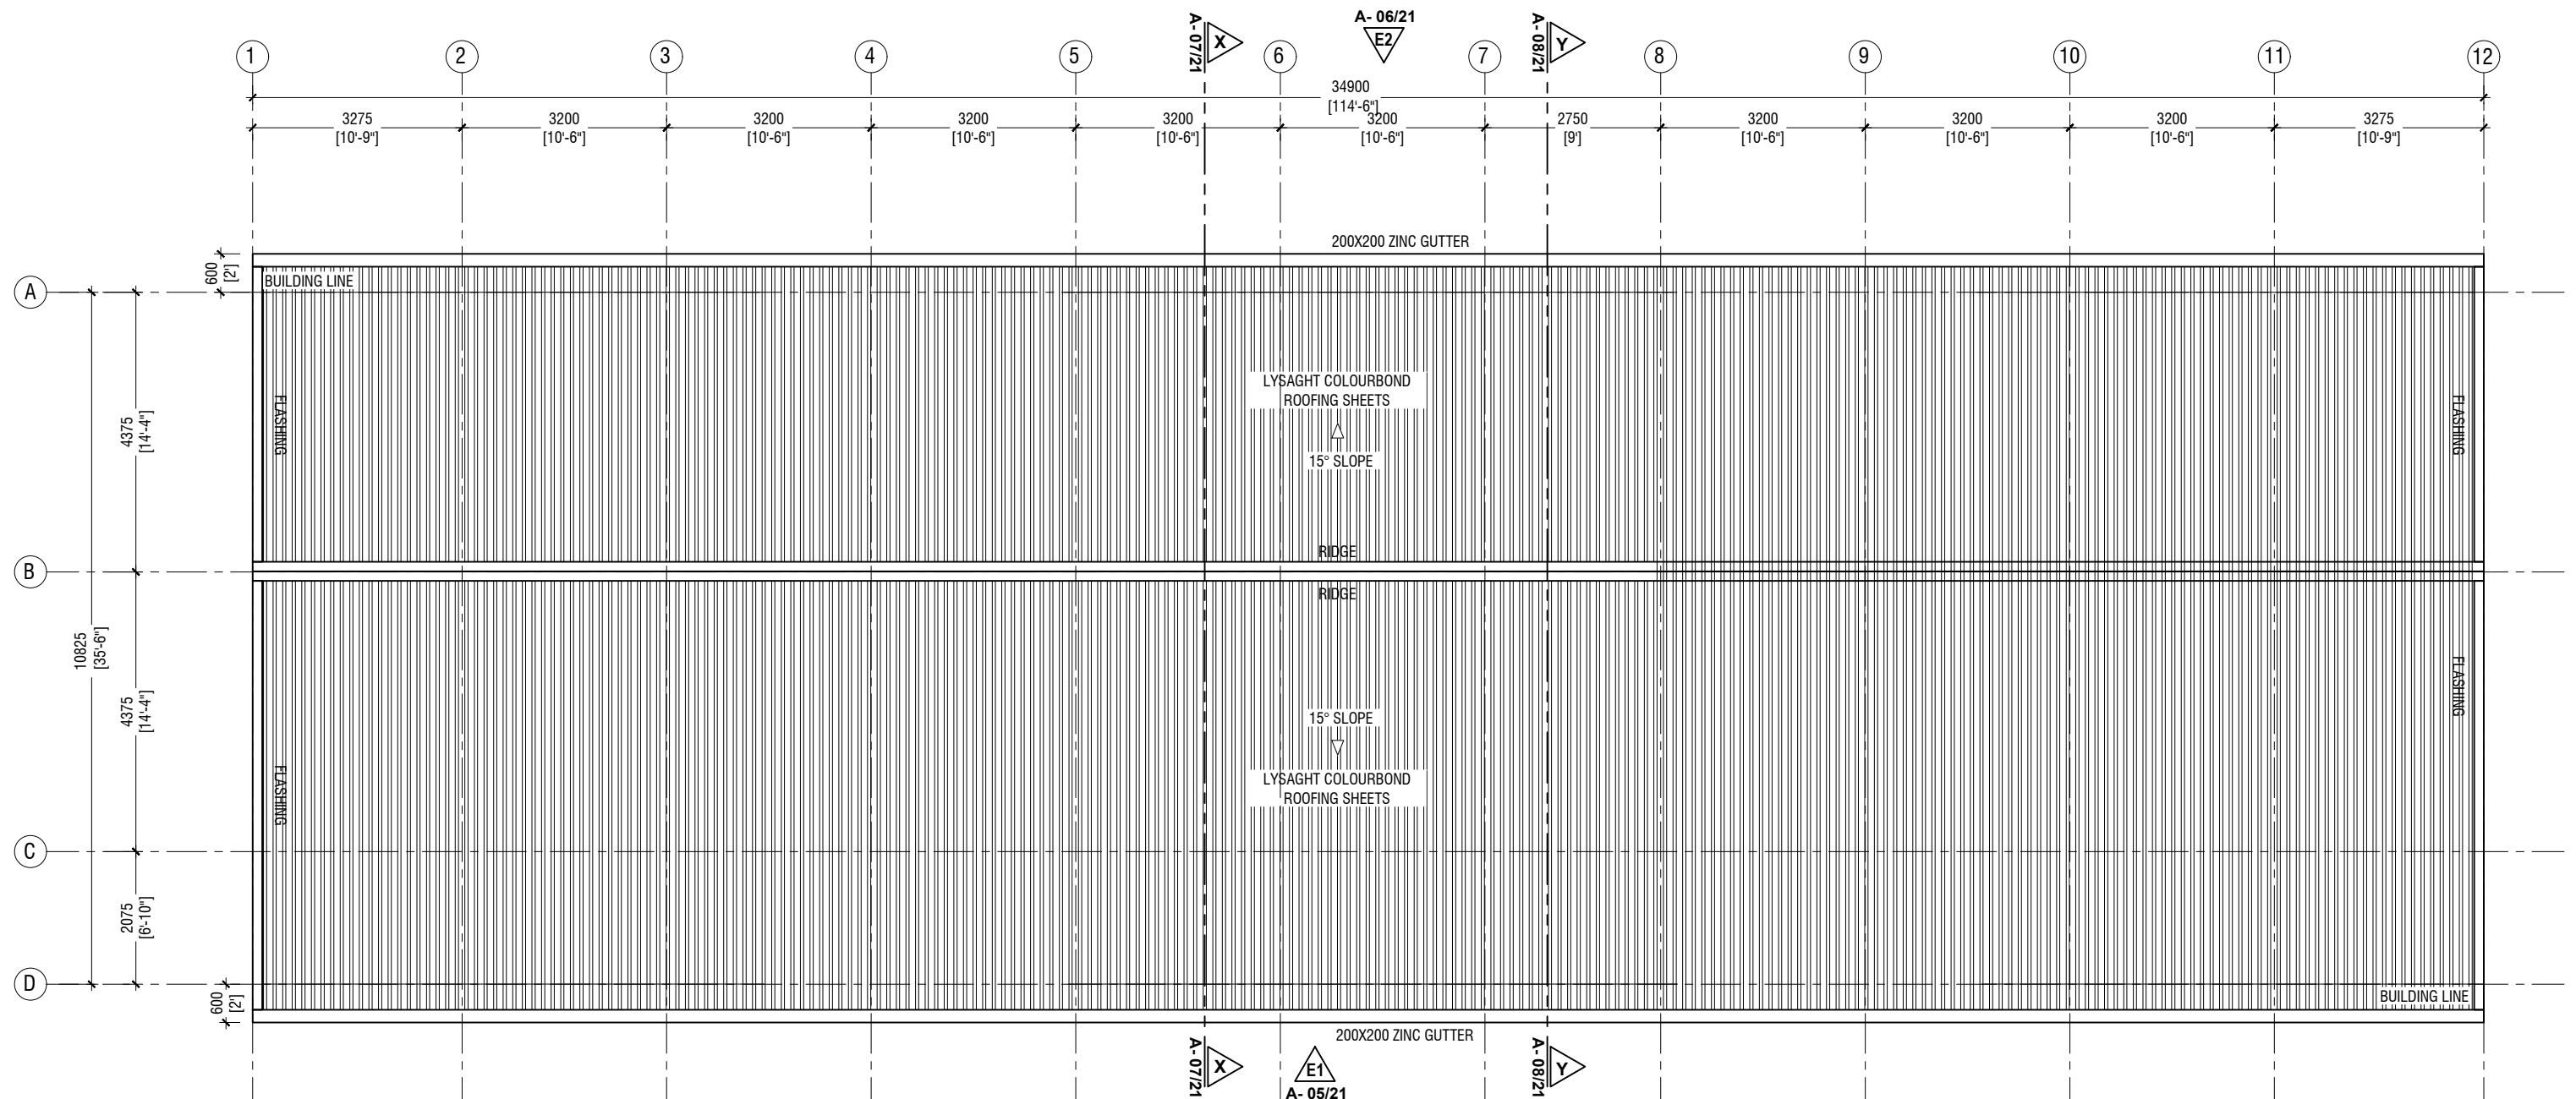 A- 06/21
E2
A- 07/21
X
A- 08/21
Y
1
2
3
4
5
6
7
8
9
10
11
12
34900
[114'-6"]
3275
[10'-9"]
3200
[10'-6"]
3200
[10'-6"]
3200
[10'-6"]
3200
[10'-6"]
3200
[10'-6"]
2750
[9']
3200
[10'-6"]
3200
[10'-6"]
3200
[10'-6"]
3275
[10'-9"]
200X200 ZINC GUTTER
600
[2']
BUILDING LINE
A
FLASHING
4375
[14'-4"]
LYSAGHT COLOURBOND
ROOFING SHEETS
15° SLOPE
FLASHING
RIDGE
B
RIDGE
10825
[35'-6"]
4375
[14'-4"]
15° SLOPE
LYSAGHT COLOURBOND
ROOFING SHEETS
FLASHING
FLASHING
C
2075
[6'-10"]
D
600
[2']
BUILDING LINE
200X200 ZINC GUTTER
A- 07/21
X
E1
A- 05/21
A- 08/21
Y